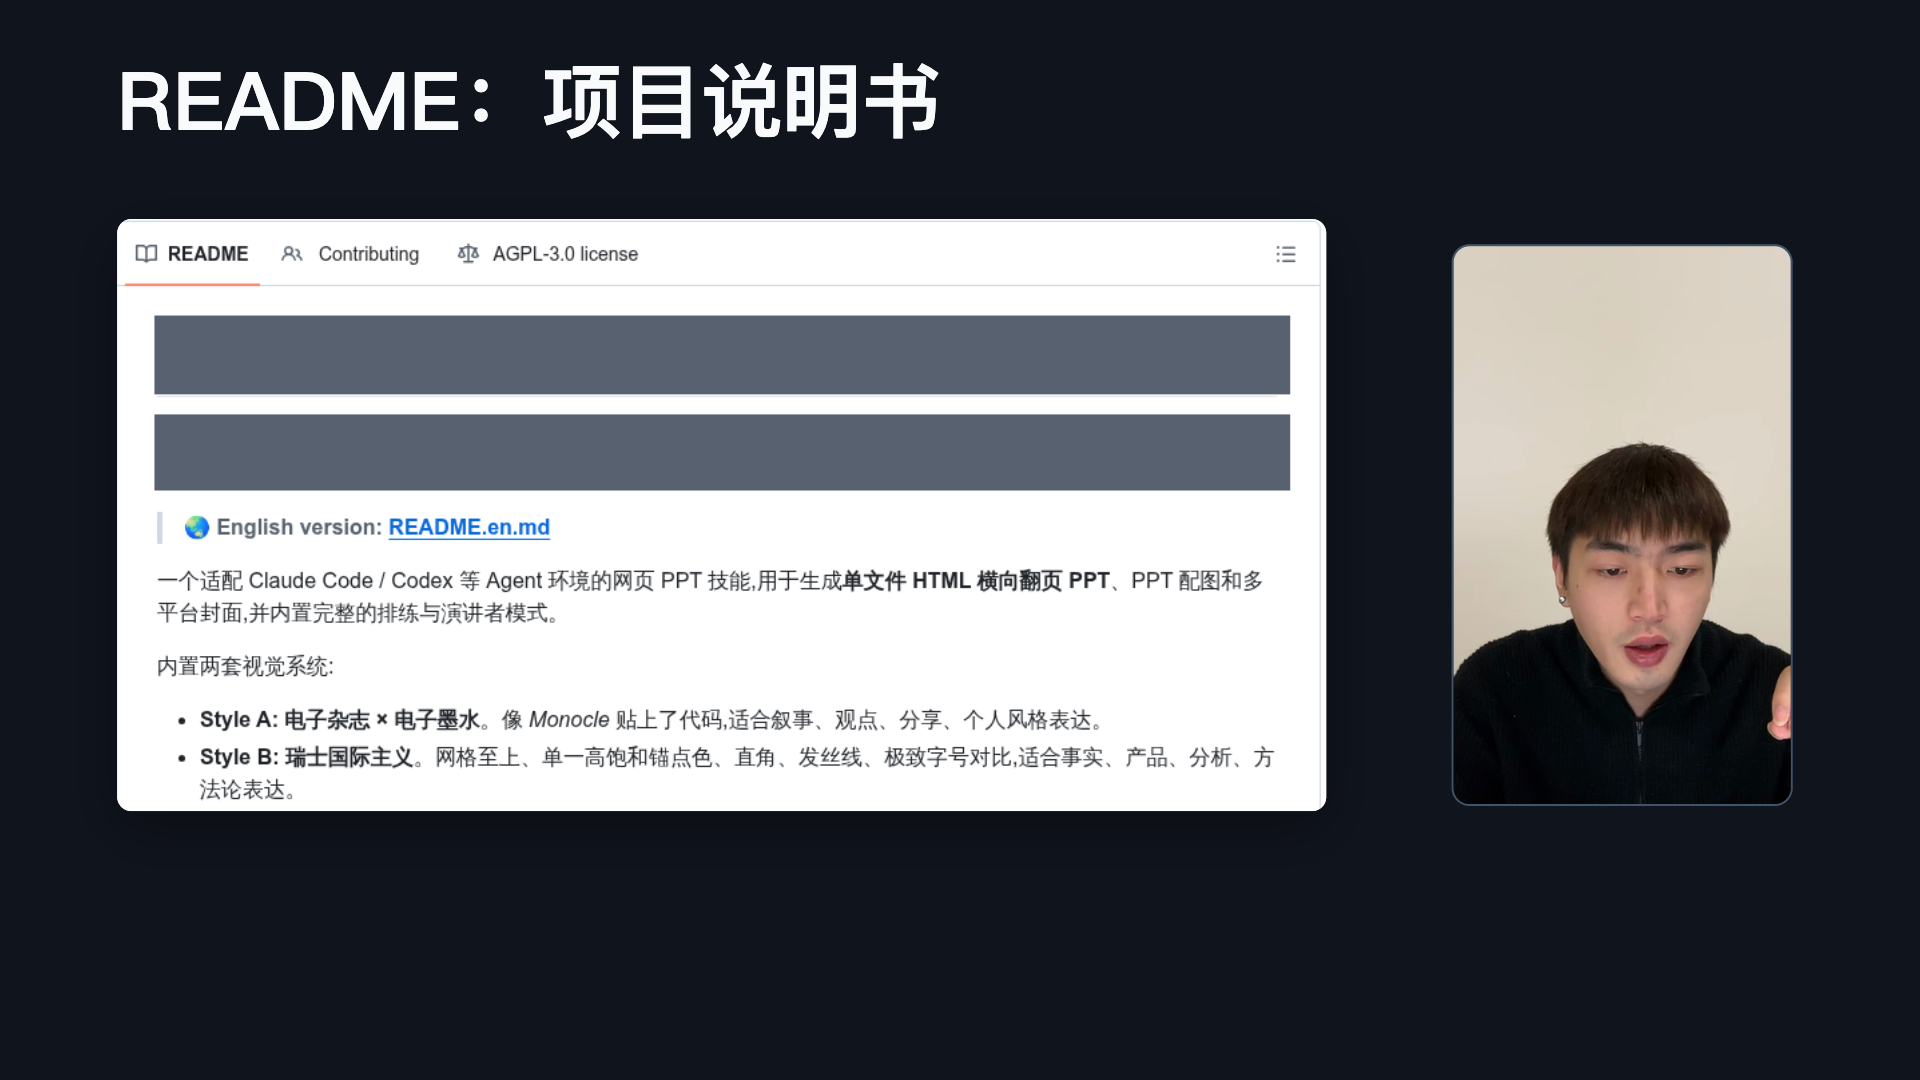 README：项目说明书
README Contributing AGPL-3.0 license
English version: README.en.md
一个适配 Claude Code / Codex 等 Agent 环境的网页 PPT 技能,用于生成单文件 HTML 横向翻页 PPT、PPT 配图和多
平台封面,并内置完整的排练与演讲者模式。
内置两套视觉系统:
• Style A: 电子杂志 × 电子墨水。像 Monocle 贴上了代码,适合叙事、观点、分享、个人风格表达。
• Style B: 瑞士国际主义。网格至上、单一高饱和锚点色、直角、发丝线、极致字号对比,适合事实、产品、分析、方
法论表达。